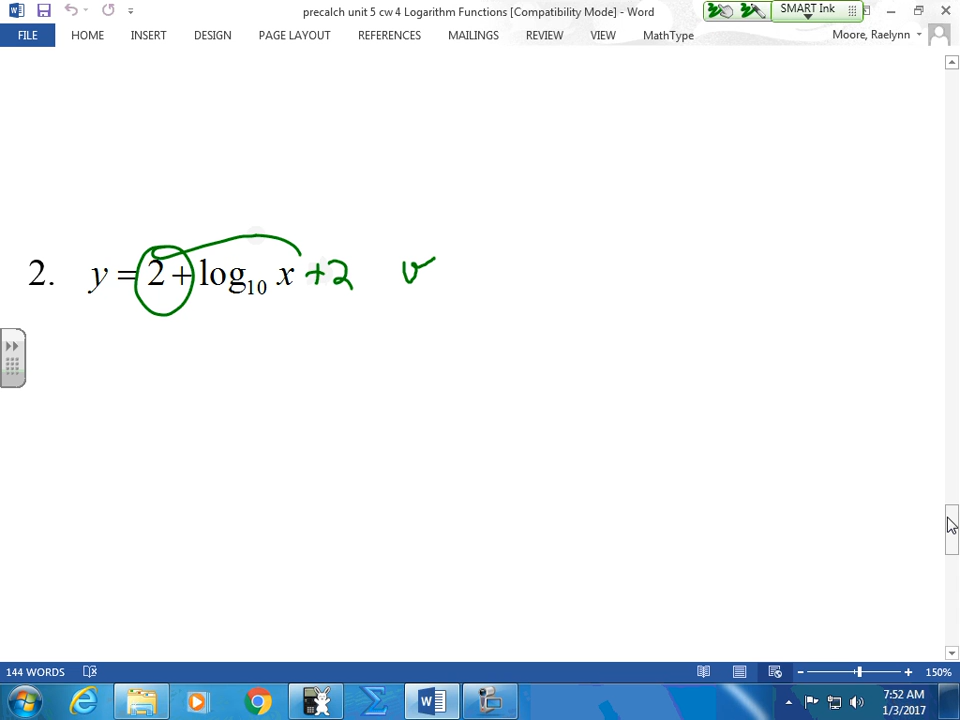 precalch unit 5 cw 4 Logarithm Functions [Compatibility Mode] - Word
SMART Ink
FILE HOME INSERT DESIGN PAGE LAYOUT REFERENCES MAILINGS REVIEW VIEW MathType Moore, Raelynn
2. y = 2 + log₁₀ x +2 v
144 WORDS 150%
7:52 AM
1/3/2017